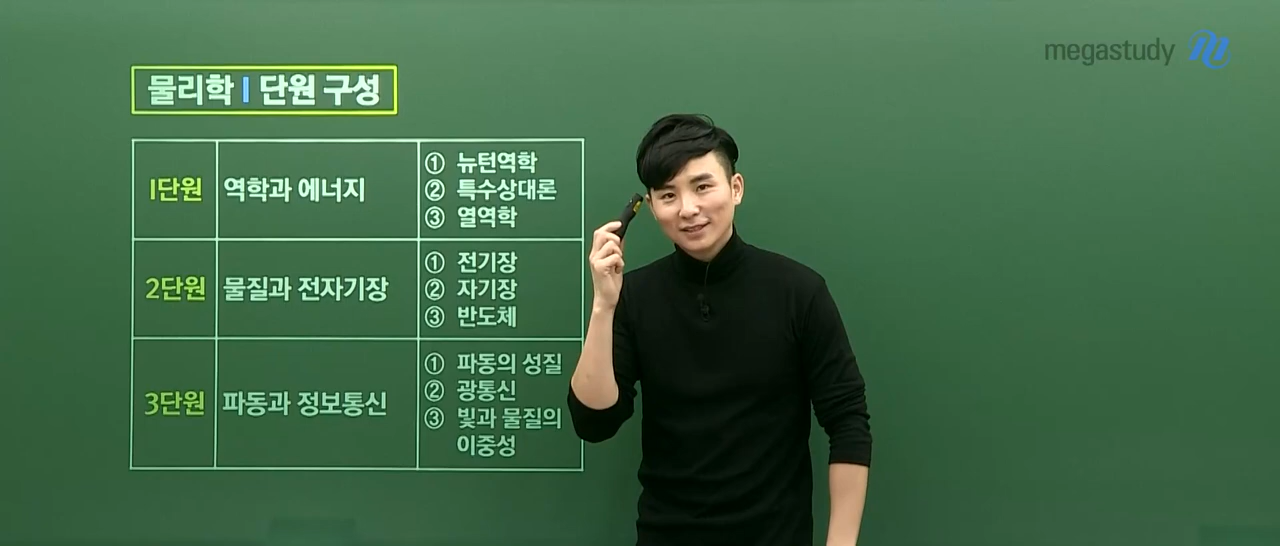 megastudy
물리학 I 단원 구성
1단원
역학과 에너지
① 뉴턴역학
② 특수상대론
③ 열역학
2단원
물질과 전자기장
① 전기장
② 자기장
③ 반도체
3단원
파동과 정보통신
① 파동의 성질
② 광통신
③ 빛과 물질의
이중성